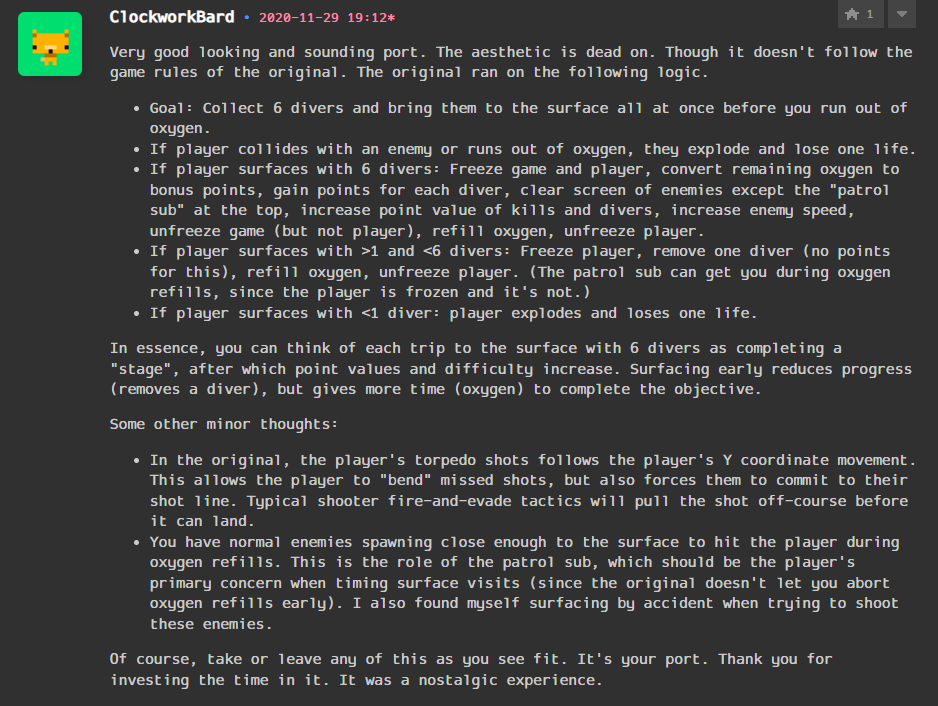 ClockworkBard • 2020-11-29 19:12*
★ 1
Very good looking and sounding port. The aesthetic is dead on. Though it doesn't follow the
game rules of the original. The original ran on the following logic.
• Goal: Collect 6 divers and bring them to the surface all at once before you run out of
oxygen.
• If player collides with an enemy or runs out of oxygen, they explode and lose one life.
• If player surfaces with 6 divers: Freeze game and player, convert remaining oxygen to
bonus points, gain points for each diver, clear screen of enemies except the "patrol
sub" at the top, increase point value of kills and divers, increase enemy speed,
unfreeze game (but not player), refill oxygen, unfreeze player.
• If player surfaces with >1 and <6 divers: Freeze player, remove one diver (no points
for this), refill oxygen, unfreeze player. (The patrol sub can get you during oxygen
refills, since the player is frozen and it's not.)
• If player surfaces with <1 diver: player explodes and loses one life.
In essence, you can think of each trip to the surface with 6 divers as completing a
"stage", after which point values and difficulty increase. Surfacing early reduces progress
(removes a diver), but gives more time (oxygen) to complete the objective.
Some other minor thoughts:
• In the original, the player's torpedo shots follows the player's Y coordinate movement.
This allows the player to "bend" missed shots, but also forces them to commit to their
shot line. Typical shooter fire-and-evade tactics will pull the shot off-course before
it can land.
• You have normal enemies spawning close enough to the surface to hit the player during
oxygen refills. This is the role of the patrol sub, which should be the player's
primary concern when timing surface visits (since the original doesn't let you abort
oxygen refills early). I also found myself surfacing by accident when trying to shoot
these enemies.
Of course, take or leave any of this as you see fit. It's your port. Thank you for
investing the time in it. It was a nostalgic experience.